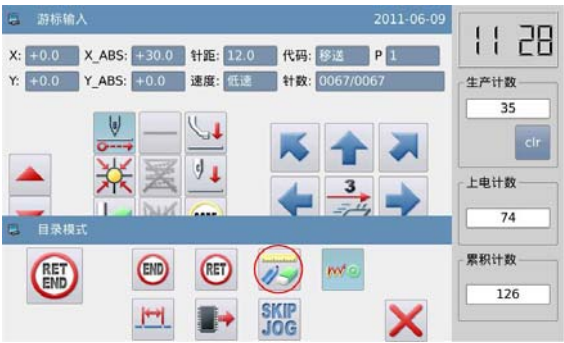 游标输入 2011-06-09
11 28
X: +0.0 X_ABS: +30.0 针距: 12.0 代码: 移送 P 1
Y: +0.0 Y_ABS: +0.0 速度: 低速 针数: 0067/0067
生产计数
35
clr
3
上电计数
74
目录模式
RET
END
END
RET
累积计数
126
SKIP
JOG